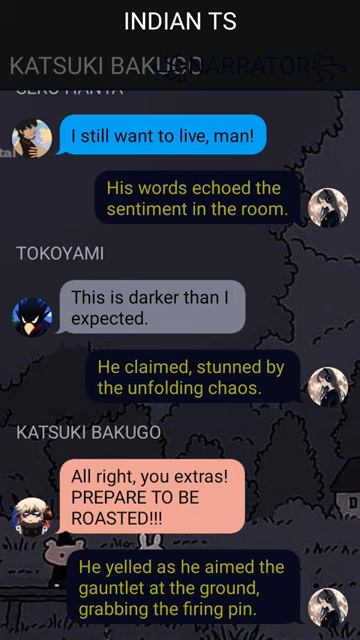 INDIAN TS
KATSUKI BAKUGO
NARRATOR
SERO HANTA
I still want to live, man!
His words echoed the
sentiment in the room.
TOKOYAMI
This is darker than I
expected.
He claimed, stunned by
the unfolding chaos.
KATSUKI BAKUGO
All right, you extras!
PREPARE TO BE
ROASTED!!!
He yelled as he aimed the
gauntlet at the ground,
grabbing the firing pin.